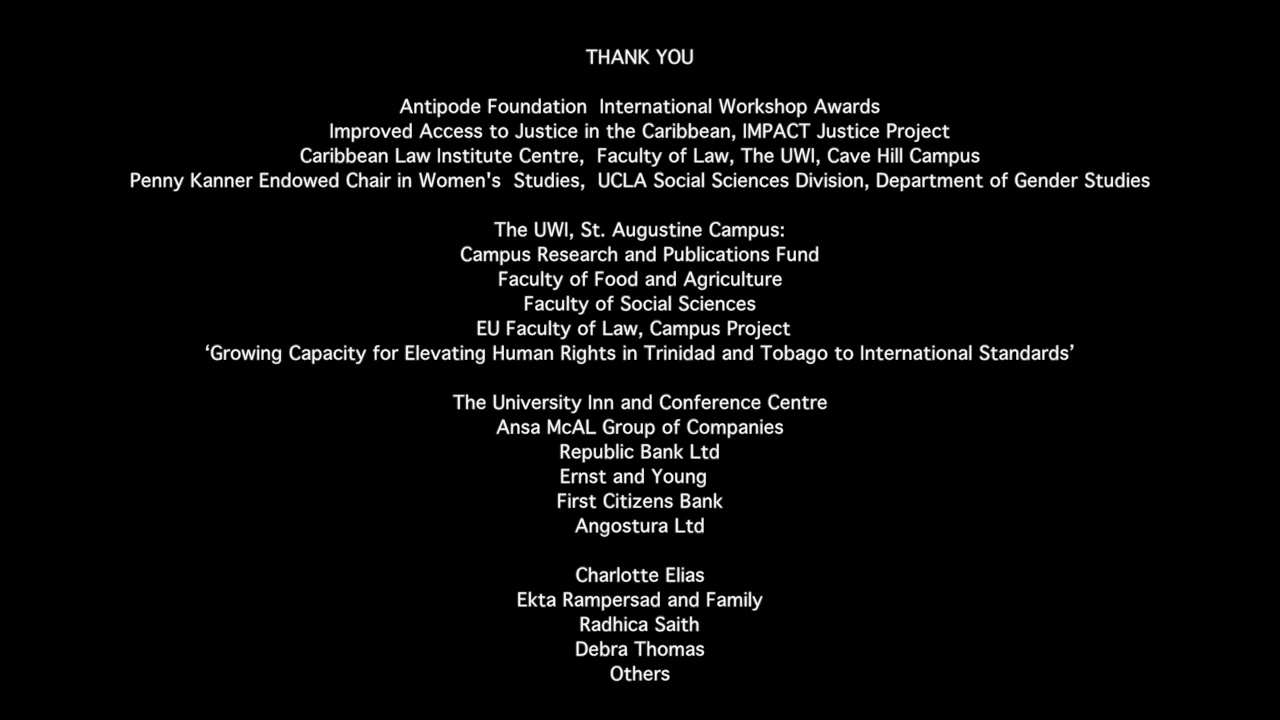 THANK YOU
Antipode Foundation  International Workshop Awards
Improved Access to Justice in the Caribbean, IMPACT Justice Project
Caribbean Law Institute Centre,  Faculty of Law, The UWI, Cave Hill Campus
Penny Kanner Endowed Chair in Women's  Studies,  UCLA Social Sciences Division, Department of Gender Studies
The UWI, St. Augustine Campus:
Campus Research and Publications Fund
Faculty of Food and Agriculture
Faculty of Social Sciences
EU Faculty of Law, Campus Project
‘Growing Capacity for Elevating Human Rights in Trinidad and Tobago to International Standards’
The University Inn and Conference Centre
Ansa McAL Group of Companies
Republic Bank Ltd
Ernst and Young
First Citizens Bank
Angostura Ltd
Charlotte Elias
Ekta Rampersad and Family
Radhica Saith
Debra Thomas
Others